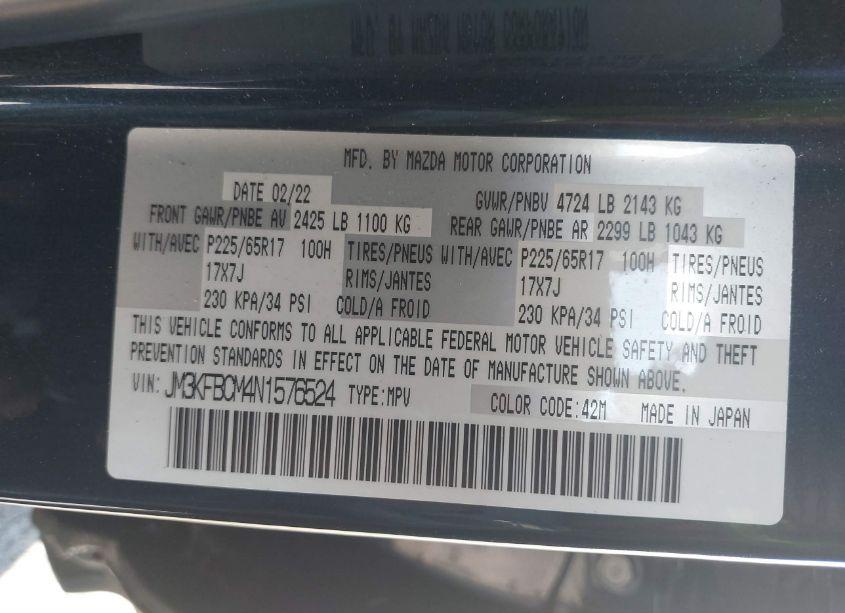 MFD. BY MAZDA MOTOR CORPORATION
DATE 02/22 GVWR/PNBV 4724 LB 2143 KG
FRONT GAWR/PNBE AV 2425 LB 1100 KG REAR GAWR/PNBE AR 2299 LB 1043 KG
WITH/AVEC P225/65R17 100H TIRES/PNEUS WITH/AVEC P225/65R17 100H TIRES/PNEUS
17X7J RIMS/JANTES 17X7J RIMS/JANTES
230 KPA/34 PSI COLD/A FROID 230 KPA/34 PSI COLD/A FROID
THIS VEHICLE CONFORMS TO ALL APPLICABLE FEDERAL MOTOR VEHICLE SAFETY AND THEFT
PREVENTION STANDARDS IN EFFECT ON THE DATE OF MANUFACTURE SHOWN ABOVE.
VIN: JM3KFBCM4N1576524 TYPE:MPV COLOR CODE:42M MADE IN JAPAN